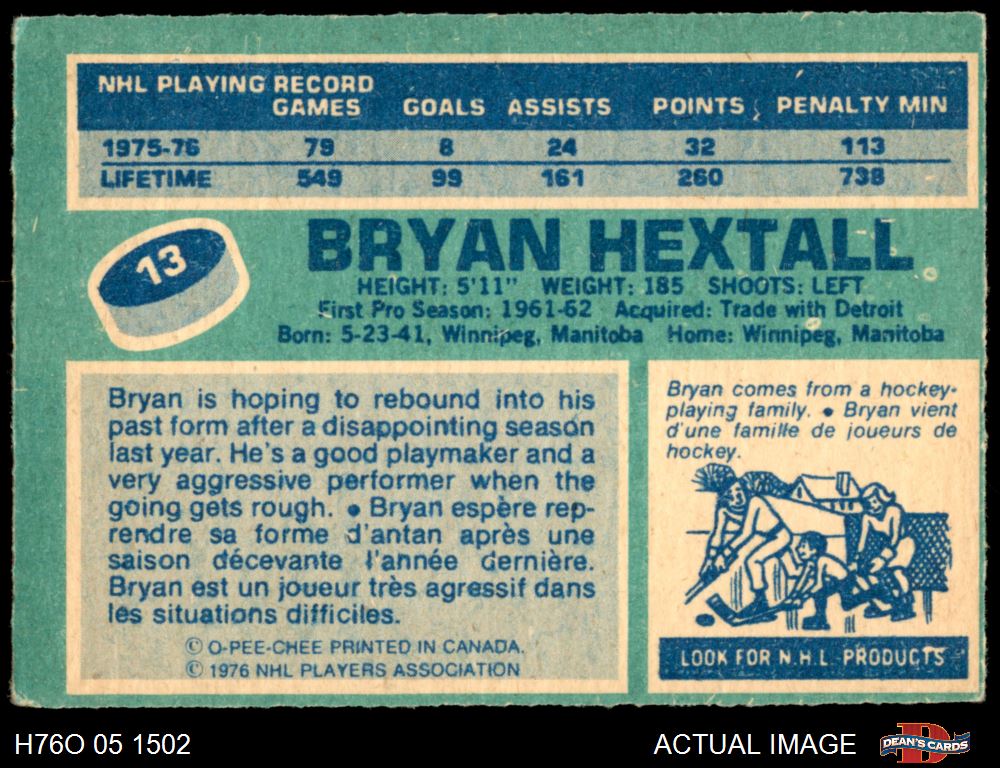 NHL PLAYING RECORD
GAMES GOALS ASSISTS POINTS PENALTY MIN
1975-76 79 8 24 32 113
LIFETIME 549 99 161 260 738
13
BRYAN HEXTALL
HEIGHT: 5'11" WEIGHT: 185 SHOOTS: LEFT
First Pro Season: 1961-62 Acquired: Trade with Detroit
Born: 5-23-41, Winnipeg, Manitoba Home: Winnipeg, Manitoba
Bryan is hoping to rebound into his
past form after a disappointing season
last year. He's a good playmaker and a
very aggressive performer when the
going gets rough. • Bryan espère rep-
rendre sa forme d'antan après une
saison décevante l'année dernière.
Bryan est un joueur très agressif dans
les situations difficiles.
© O-PEE-CHEE PRINTED IN CANADA.
© 1976 NHL PLAYERS ASSOCIATION
Bryan comes from a hockey-
playing family. • Bryan vient
d'une famille de joueurs de
hockey.
LOOK FOR N.H.L. PRODUCTS
H76O 05 1502
ACTUAL IMAGE
DEAN'S CARDS